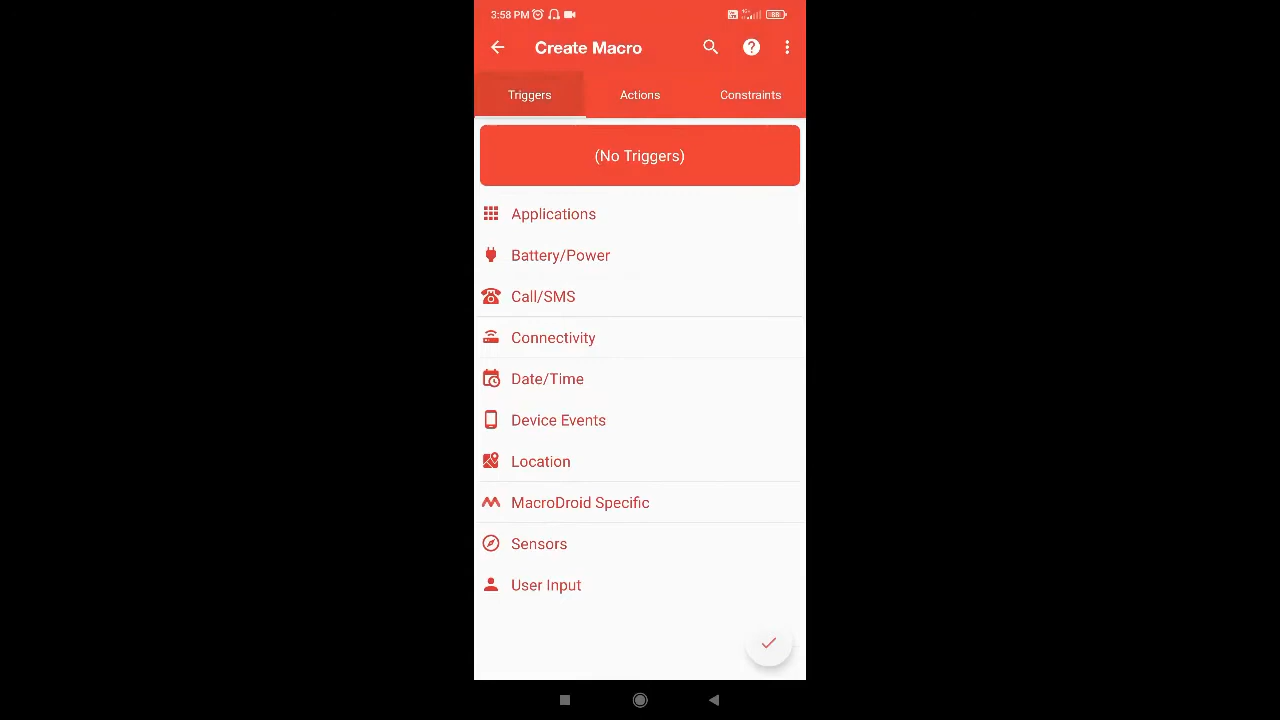 3:58 PM
88
Create Macro
Triggers
Actions
Constraints
(No Triggers)
Applications
Battery/Power
Call/SMS
Connectivity
Date/Time
Device Events
Location
MacroDroid Specific
Sensors
User Input